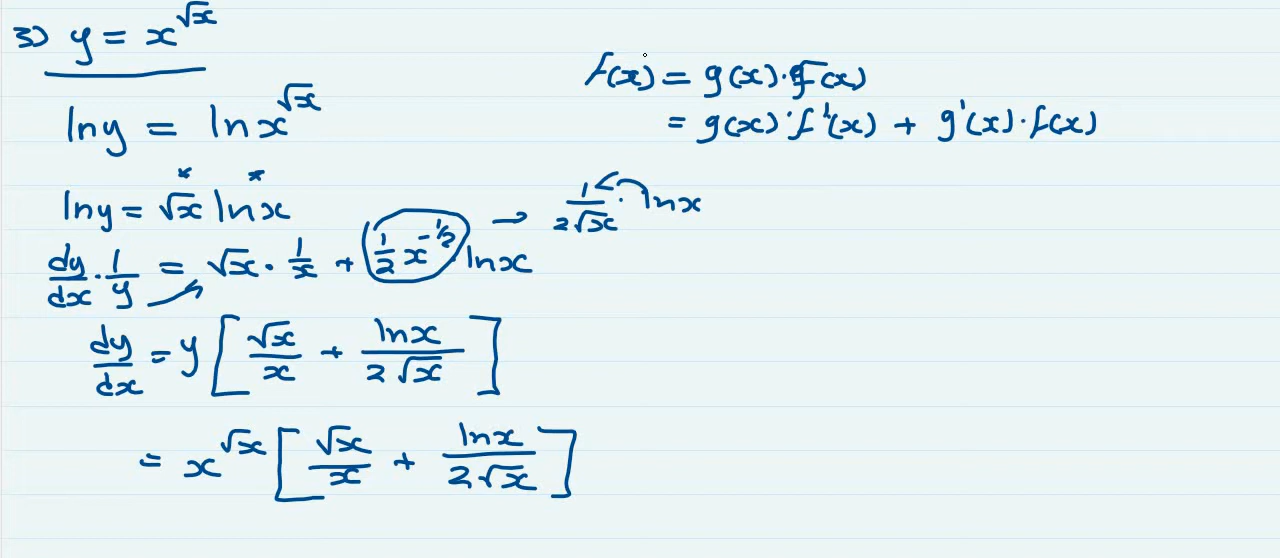 3) y = x^√x
ln y = ln x^√x
ln y = √x ln x
dy/dx · 1/y = √x · 1/x + (1/2 x^-1/2) · ln x → 1/2√x · ln x
dy/dx = y [ √x/x + ln x/2√x ]
= x^√x [ √x/x + ln x/2√x ]
f(x) = g(x) · f(x)
= g(x) · f'(x) + g'(x) · f(x)